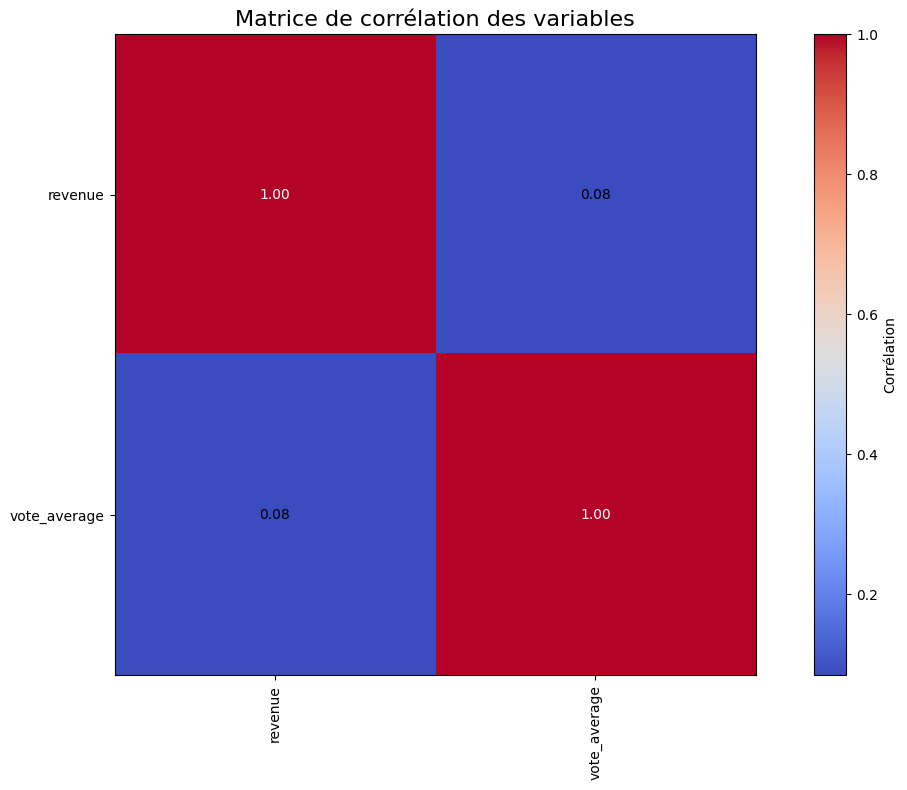 Matrice de corrélation des variables
revenue
1.00
0.08
vote_average
0.08
1.00
revenue
vote_average
1.0
0.8
0.6
0.4
0.2
Corrélation